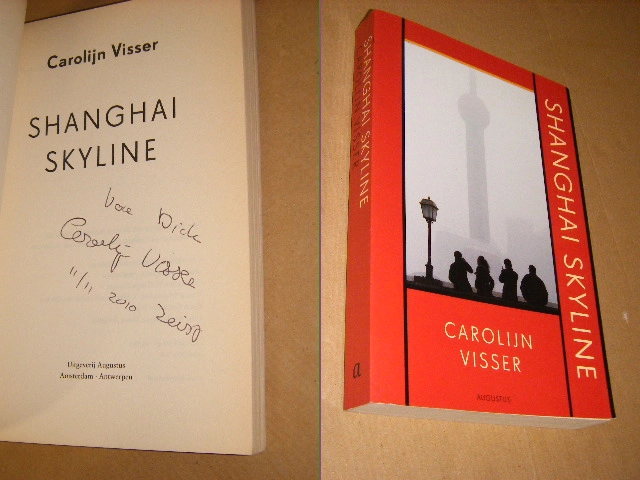 Carolijn Visser
SHANGHAI
SKYLINE
Voor Dick
Carolijn Visser
11/11 2010 Zeist
Uitgeverij Augustus
Amsterdam · Antwerpen
SHANGHAI SKYLINE
a
SHANGHAI SKYLINE
CAROLIJN
VISSER
AUGUSTUS